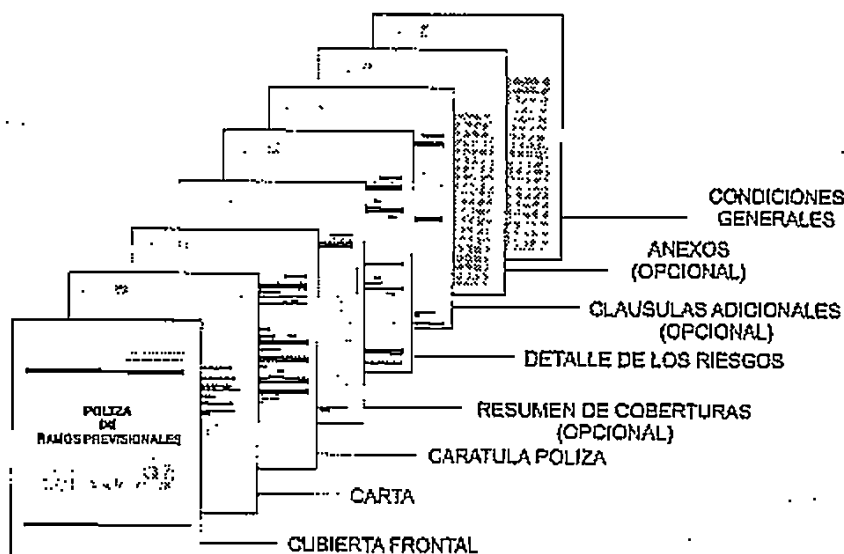 CONDICIONES
GENERALES
ANEXOS
(OPCIONAL)
CLAUSULAS ADICIONALES
(OPCIONAL)
DETALLE DE LOS RIESGOS
RESUMEN DE COBERTURAS
(OPCIONAL)
CARATULA POLIZA
CARTA
CUBIERTA FRONTAL
POLIZA
DE
RAMOS PREVISIONALES